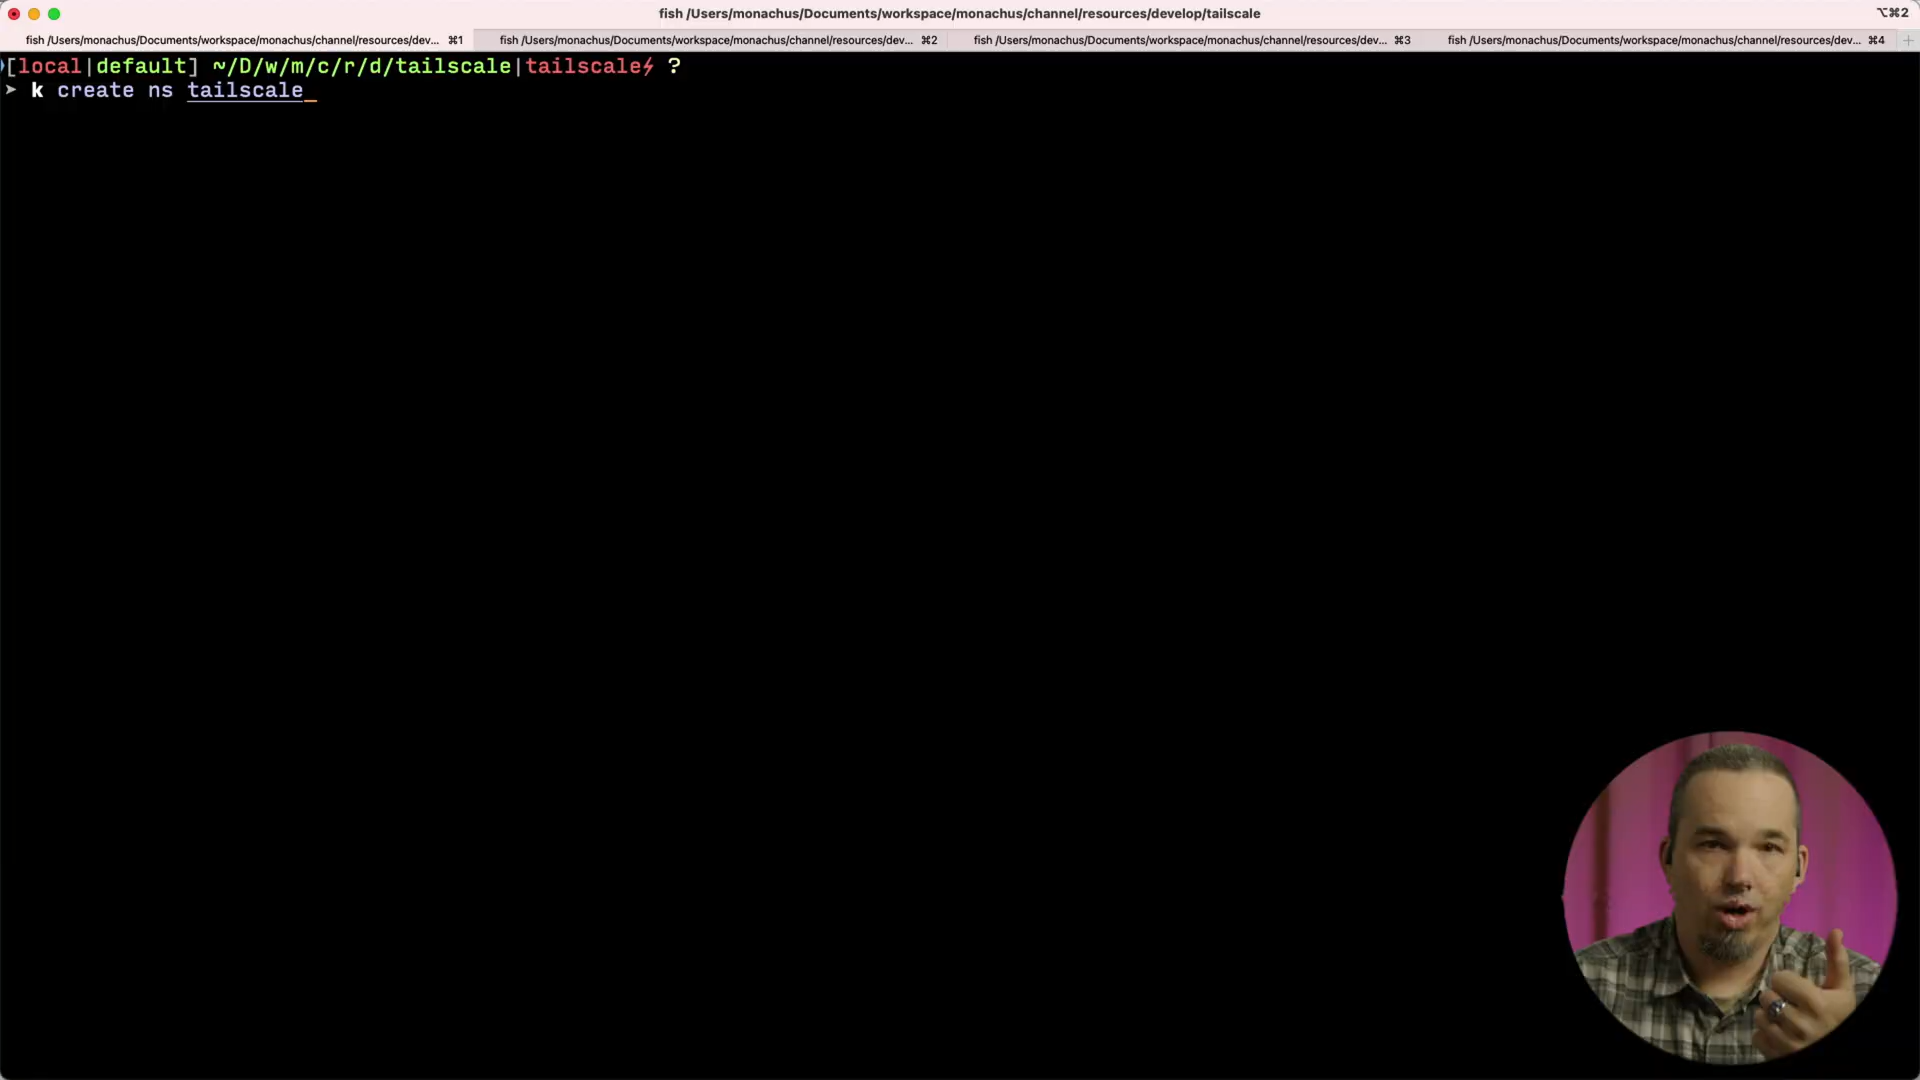 fish /Users/monachus/Documents/workspace/monachus/channel/resources/develop/tailscale
⌥⌘2
fish /Users/monachus/Documents/workspace/monachus/channel/resources/dev... ⌘1
fish /Users/monachus/Documents/workspace/monachus/channel/resources/dev... ⌘2
fish /Users/monachus/Documents/workspace/monachus/channel/resources/dev... ⌘3
fish /Users/monachus/Documents/workspace/monachus/channel/resources/dev... ⌘4
[local|default] ~/D/w/m/c/r/d/tailscale|tailscale⚡ ?
➤ k create ns tailscale_